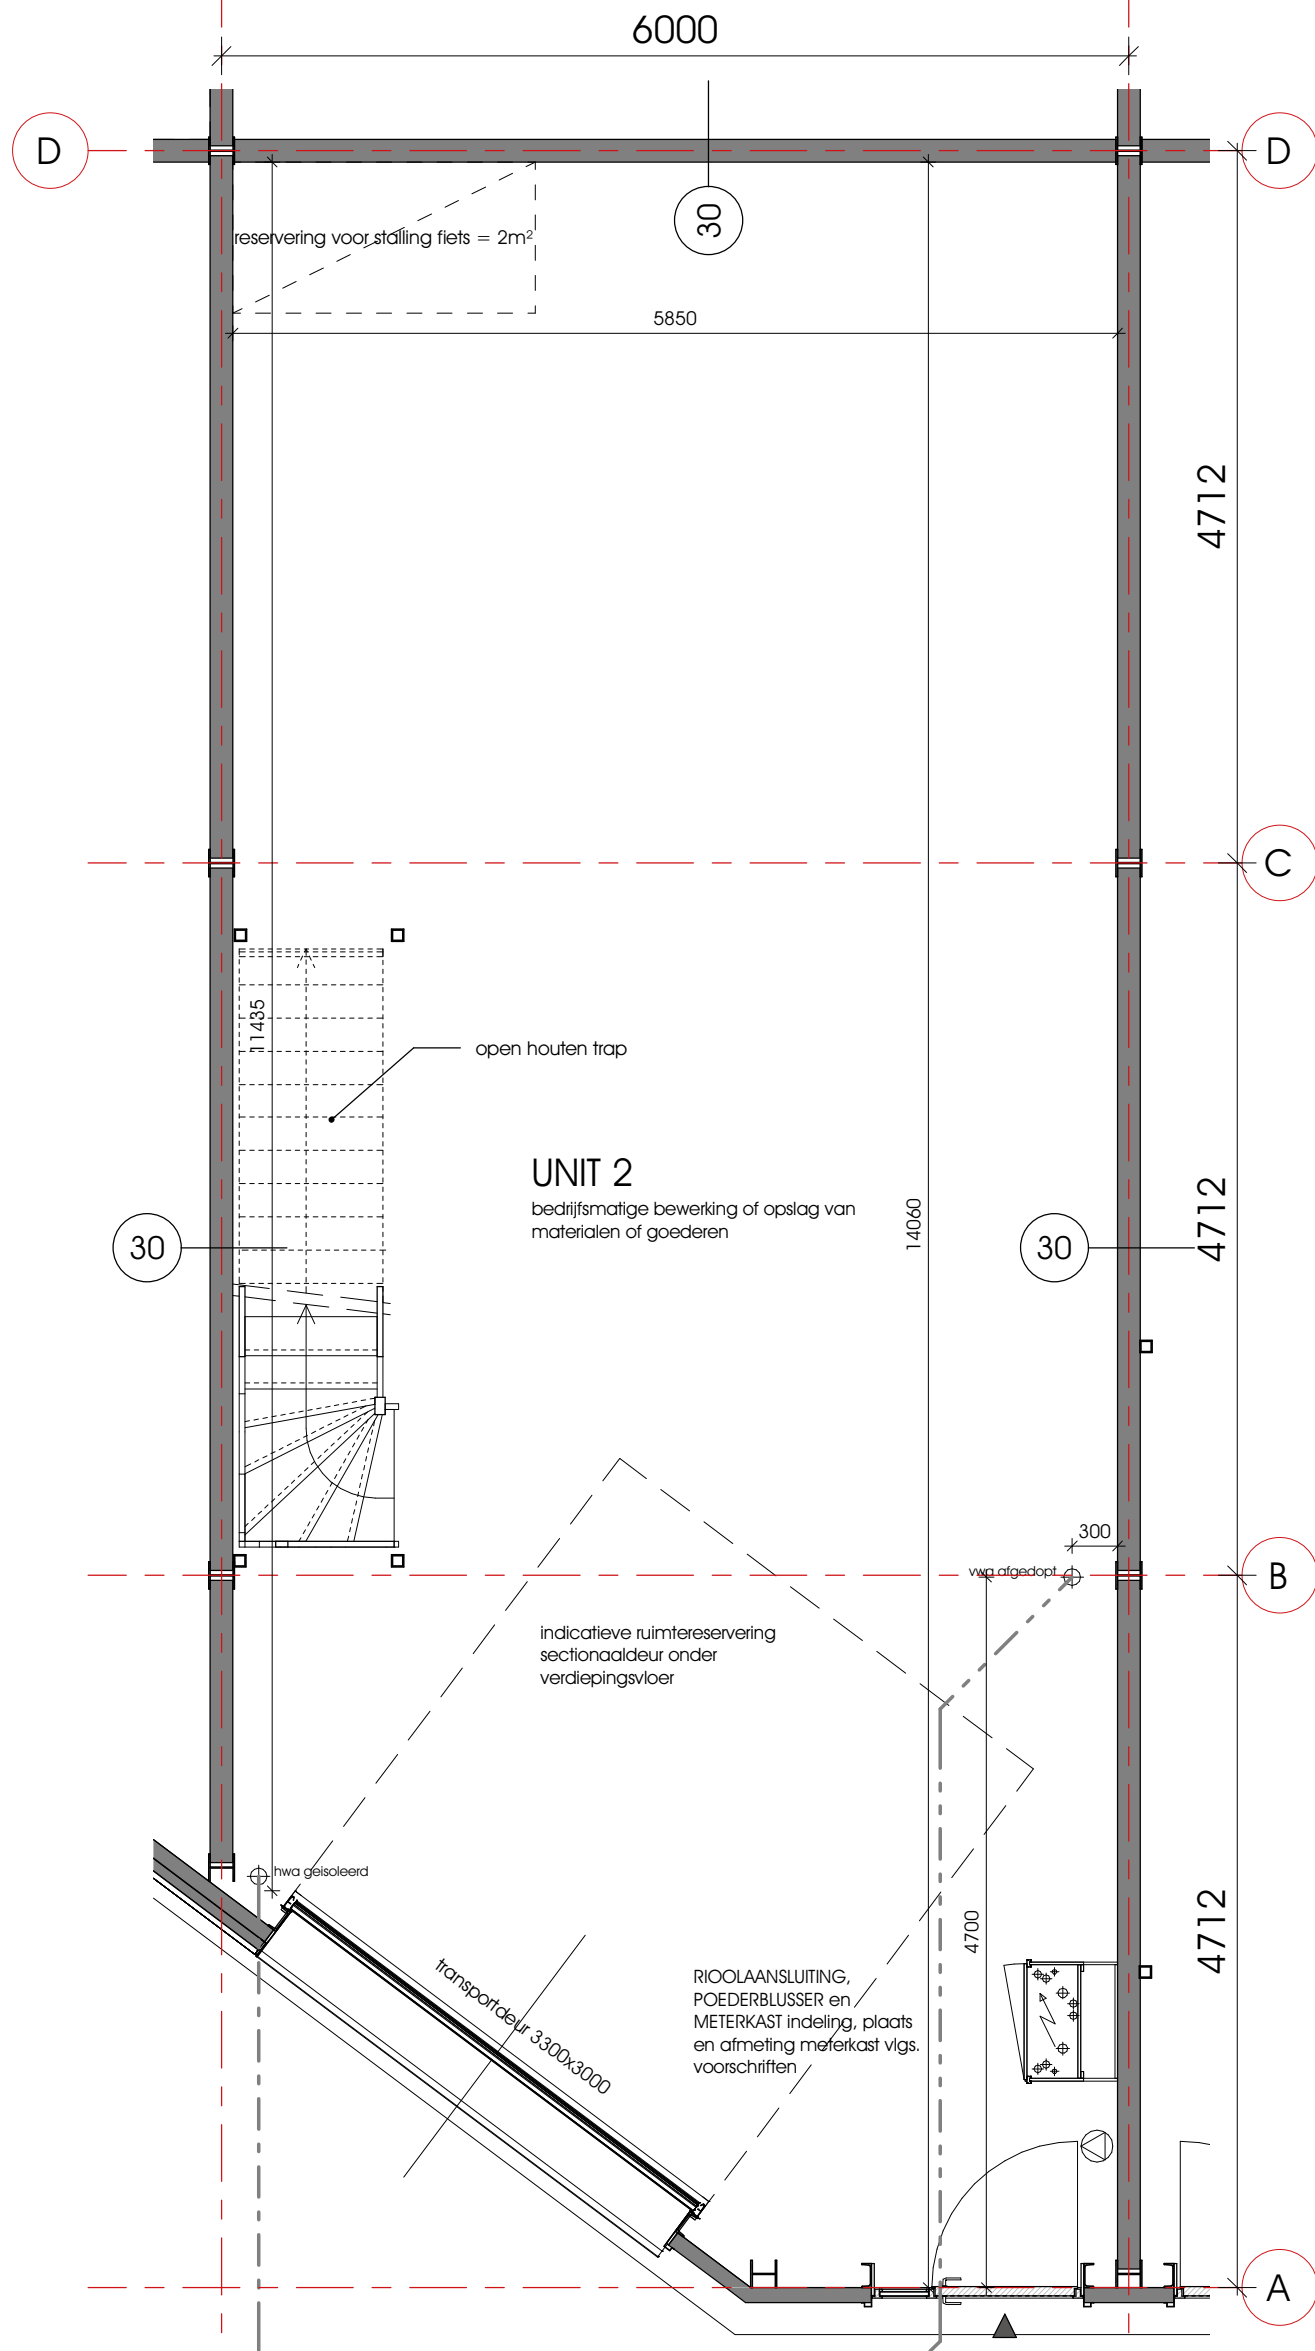 6000
D
D
30
reservering voor stalling fiets = 2m²
5850
4712
C
11435
open houten trap
UNIT 2
bedrijfsmatige bewerking of opslag van
materialen of goederen
14060
4712
30
30
300
vwa afgedopt
B
indicatieve ruimtereservering
sectionaaldeur onder
verdiepingsvloer
hwa geisoleerd
4700
4712
transportdeur 3300x3000
RIOOLAANSLUITING,
POEDERBLUSSER en
METERKAST indeling, plaats
en afmeting meterkast vlgs.
voorschriften
A